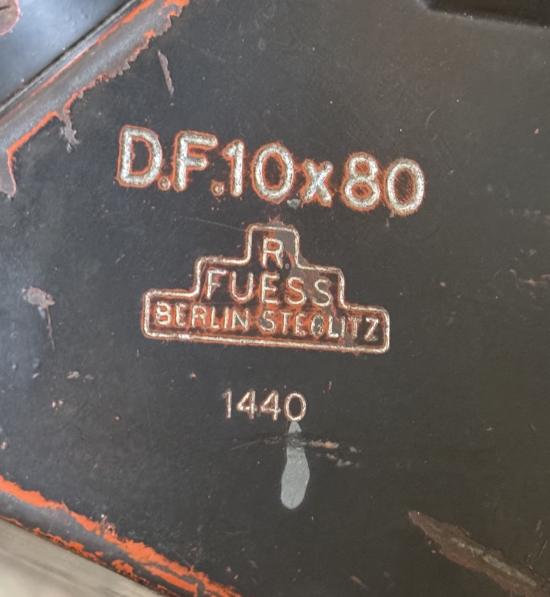 D.F.10x80
R.
FUESS
BERLIN-STEGLITZ
1440